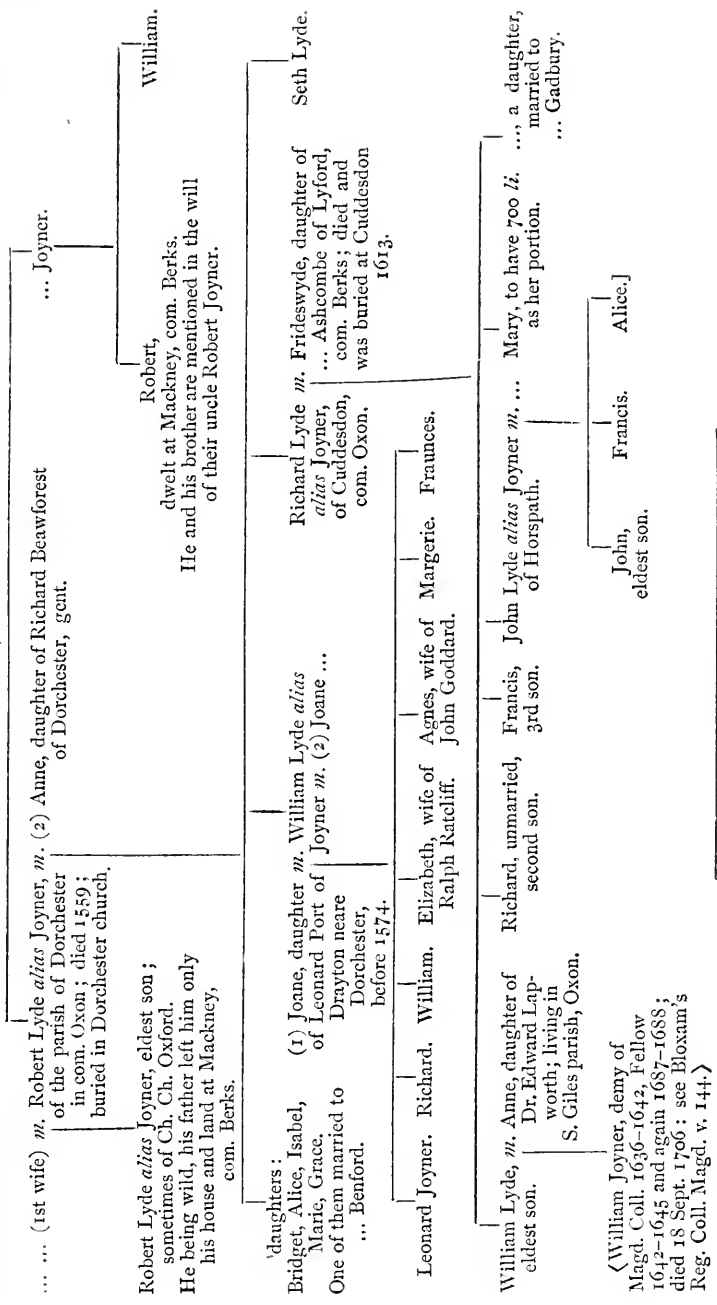 ... ... (1st wife) m. Robert Lyde alias Joyner, m. (2) Anne, daughter of Richard Beawforest
of the parish of Dorchester
in com. Oxon; died 1559;
buried in Dorchester church.
of Dorchester, gent.
... Joyner.
Robert Lyde alias Joyner, eldest son;
sometimes of Ch. Ch. Oxford.
He being wild, his father left him only
his house and land at Mackney,
com. Berks.
Robert,
dwelt at Mackney, com. Berks.
He and his brother are mentioned in the will
of their uncle Robert Joyner.
William.
daughters:
Bridget, Alice, Isabel,
Marie, Grace.
One of them married to
... Benford.
(1) Joane, daughter m. William Lyde alias
of Leonard Port of Joyner m. (2) Joane ...
Drayton neare
Dorchester,
before 1574.
Richard Lyde m. Frideswyde, daughter of
alias Joyner, ... Ashcombe of Lyford,
of Cuddesdon, com. Berks; died and
com. Oxon. was buried at Cuddesdon
1613.
Seth Lyde.
Leonard Joyner. Richard. William. Elizabeth, wife of Agnes, wife of Margerie. Fraunces.
Ralph Ratcliff. John Goddard.
William Lyde, m. Anne, daughter of
eldest son. Dr. Edward Lap-
worth; living in
S. Giles parish, Oxon.
Richard, unmarried,
second son.
Francis,
3rd son.
John Lyde alias Joyner m. ...
of Horspath.
Mary, to have 700 li.
as her portion.
..., a daughter,
married to
... Gadbury.
〈William Joyner, demy of
Magd. Coll. 1636-1642, Fellow
1642-1645 and again 1687-1688;
died 18 Sept. 1706; see Bloxam's
Reg. Coll. Magd. v. 144.〉
John, Francis. Alice.]
eldest son.